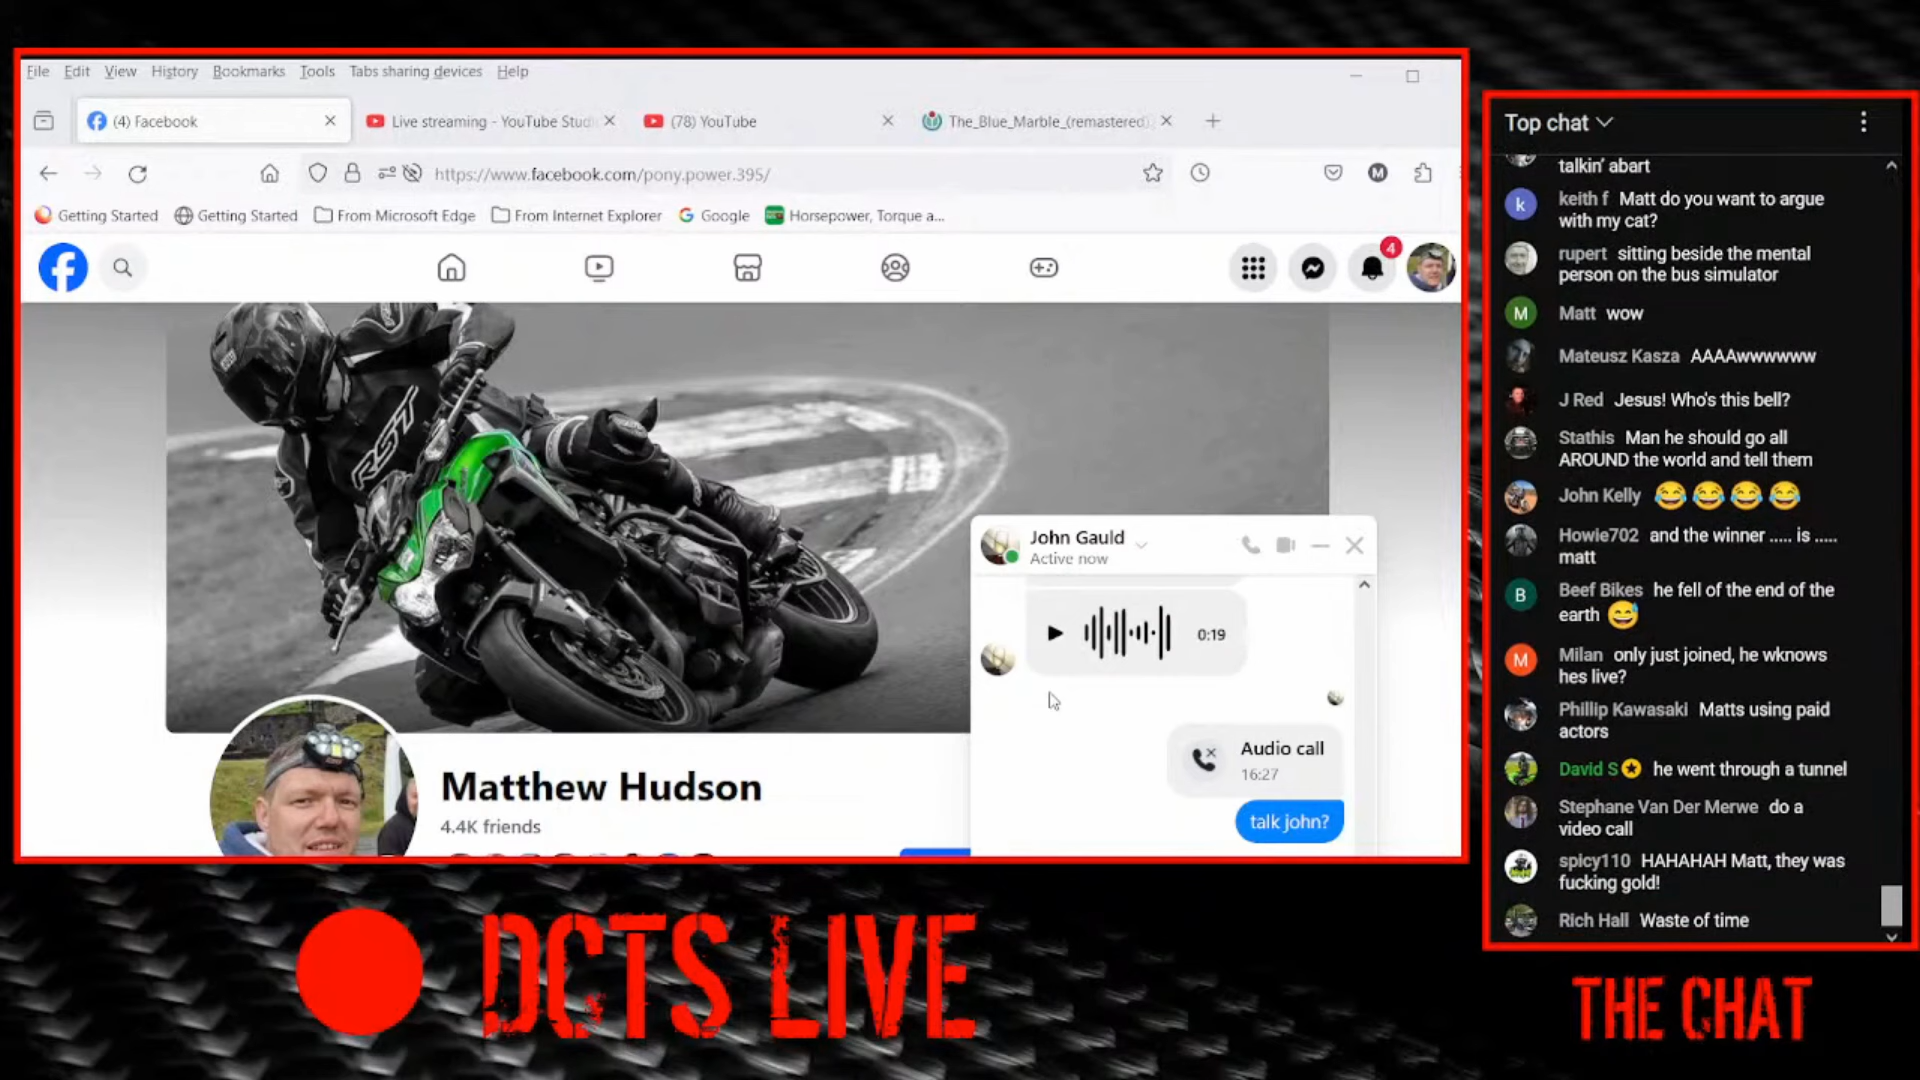 File Edit View History Bookmarks Tools Tabs sharing devices Help
(4) Facebook
Live streaming - YouTube Studi
(78) YouTube
The_Blue_Marble_(remastered)
https://www.facebook.com/pony.power.395/
Getting Started
Getting Started
From Microsoft Edge
From Internet Explorer
Google
Horsepower, Torque a...
4
RST
John Gauld
Active now
0:19
Audio call
16:27
talk john?
Matthew Hudson
4.4K friends
DCTS LIVE
Top chat
talkin' abart
keith f Matt do you want to argue
with my cat?
rupert sitting beside the mental
person on the bus simulator
Matt wow
Mateusz Kasza AAAAwwwwww
J Red Jesus! Who's this bell?
Stathis Man he should go all
AROUND the world and tell them
John Kelly 😂😂😂😂
Howie702 and the winner ..... is .....
matt
Beef Bikes he fell of the end of the
earth 😅
Milan only just joined, he wknows
hes live?
Phillip Kawasaki Matts using paid
actors
David S he went through a tunnel
Stephane Van Der Merwe do a
video call
spicy110 HAHAHAH Matt, they was
fucking gold!
Rich Hall Waste of time
THE CHAT